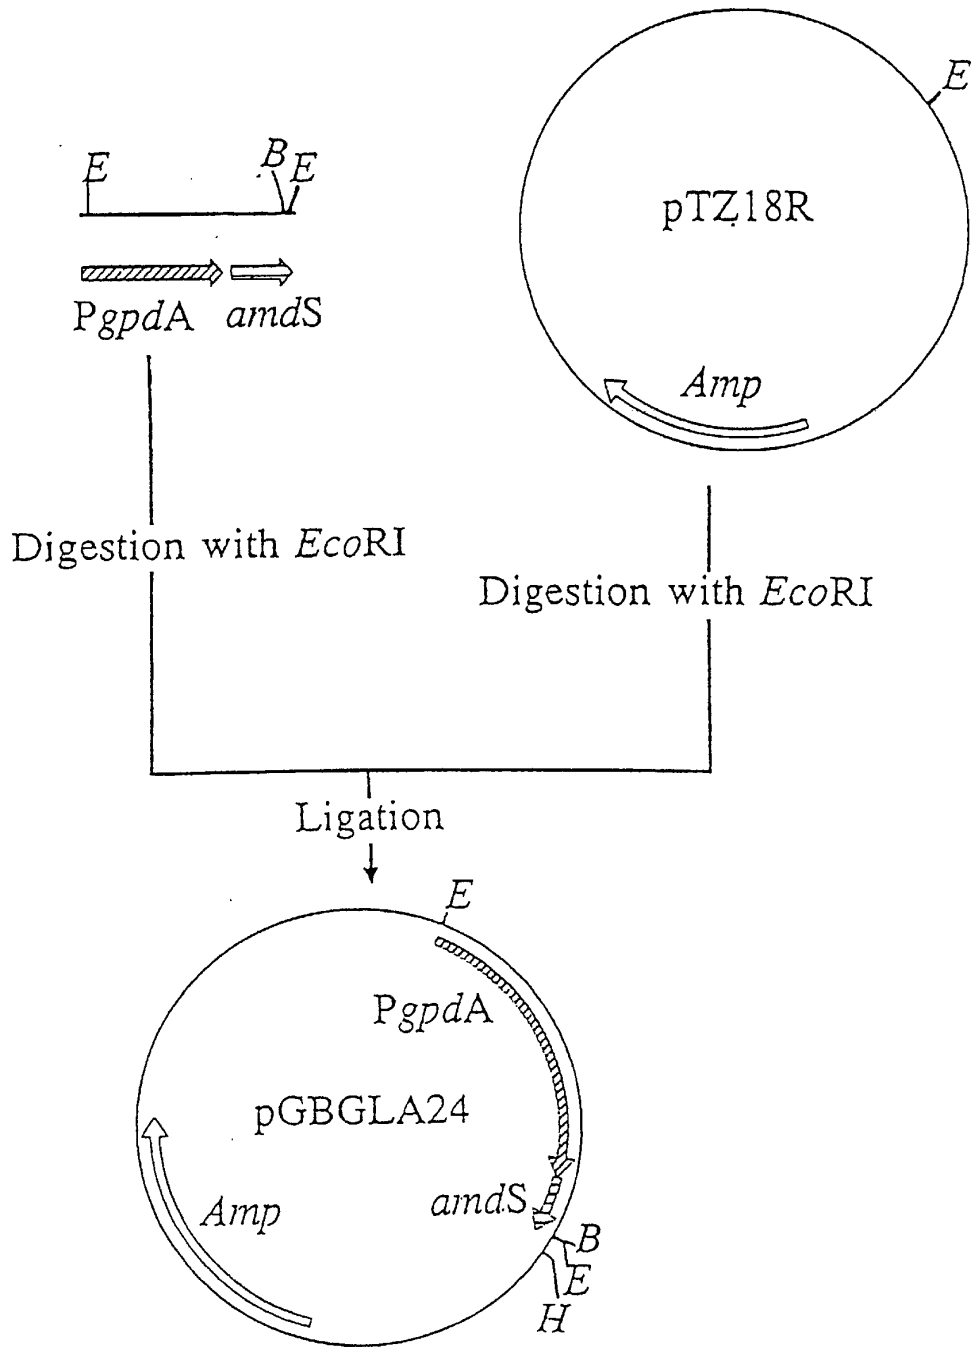 E
B E
E
pTZ18R
PgpdA amdS
Amp
Digestion with EcoRI
Digestion with EcoRI
Ligation
E
PgpdA
pGBGLA24
amdS
Amp
B
E
H